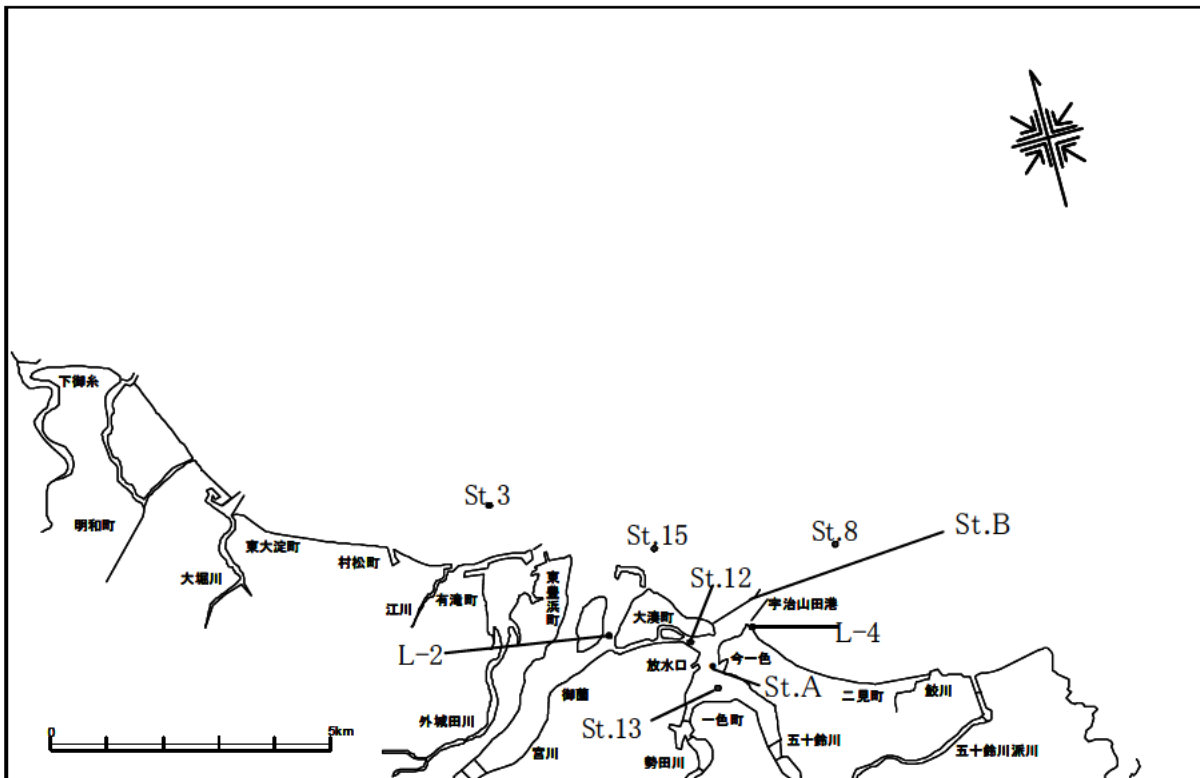 下御糸
St.3
明和町
St.15
St.8
St.B
東大淀町
村松町
St.12
大堀川
江川
有滝町
東豊浜町
大湊町
宇治山田港
L-2
L-4
放水口
今一色
St.A
御薗
二見町
鮫川
外城田川
St.13
一色町
宮川
勢田川
五十鈴川
五十鈴川派川
0
5km